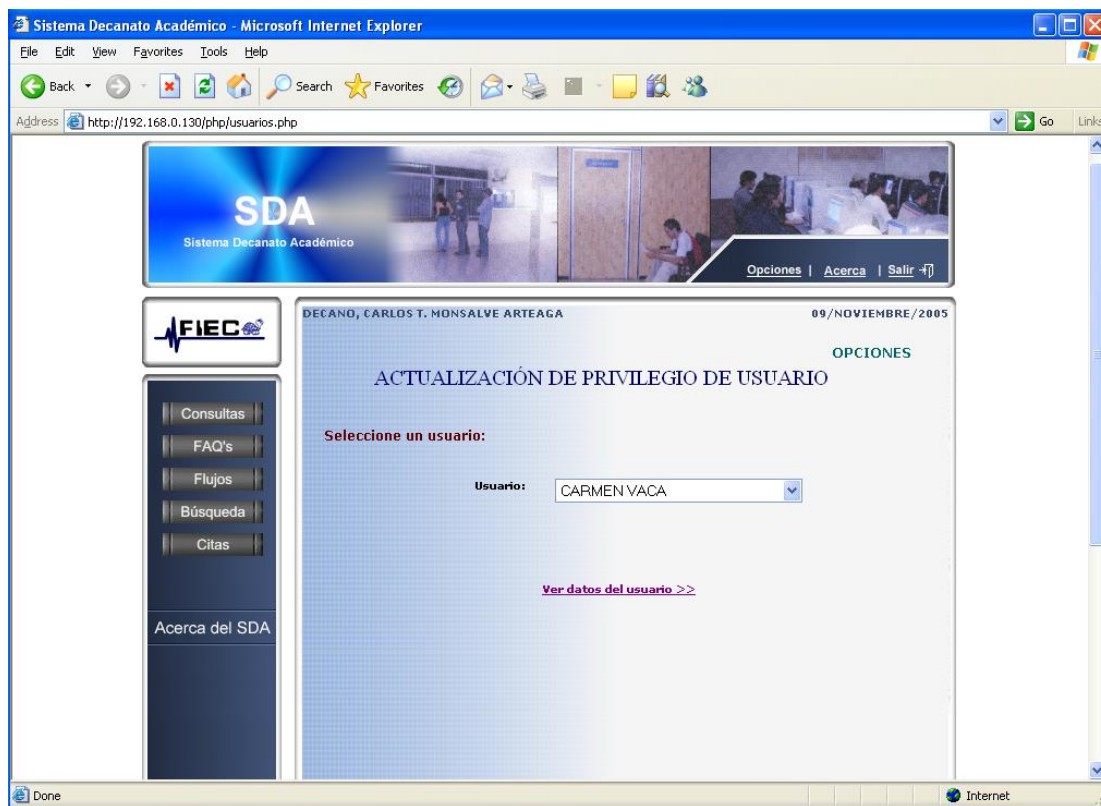 Sistema Decanato Académico - Microsoft Internet Explorer
File Edit View Favorites Tools Help
Back Search Favorites
Address http://192.168.0.130/php/usuarios.php Go Links
SDA
Sistema Decanato Académico
Opciones | Acerca | Salir
FIEC
DECANO, CARLOS T. MONSALVE ARTEAGA 09/NOVIEMBRE/2005
OPCIONES
ACTUALIZACIÓN DE PRIVILEGIO DE USUARIO
Consultas
FAQ's
Flujos
Búsqueda
Citas
Acerca del SDA
Seleccione un usuario:
Usuario: CARMEN VACA
Ver datos del usuario >>
Done Internet